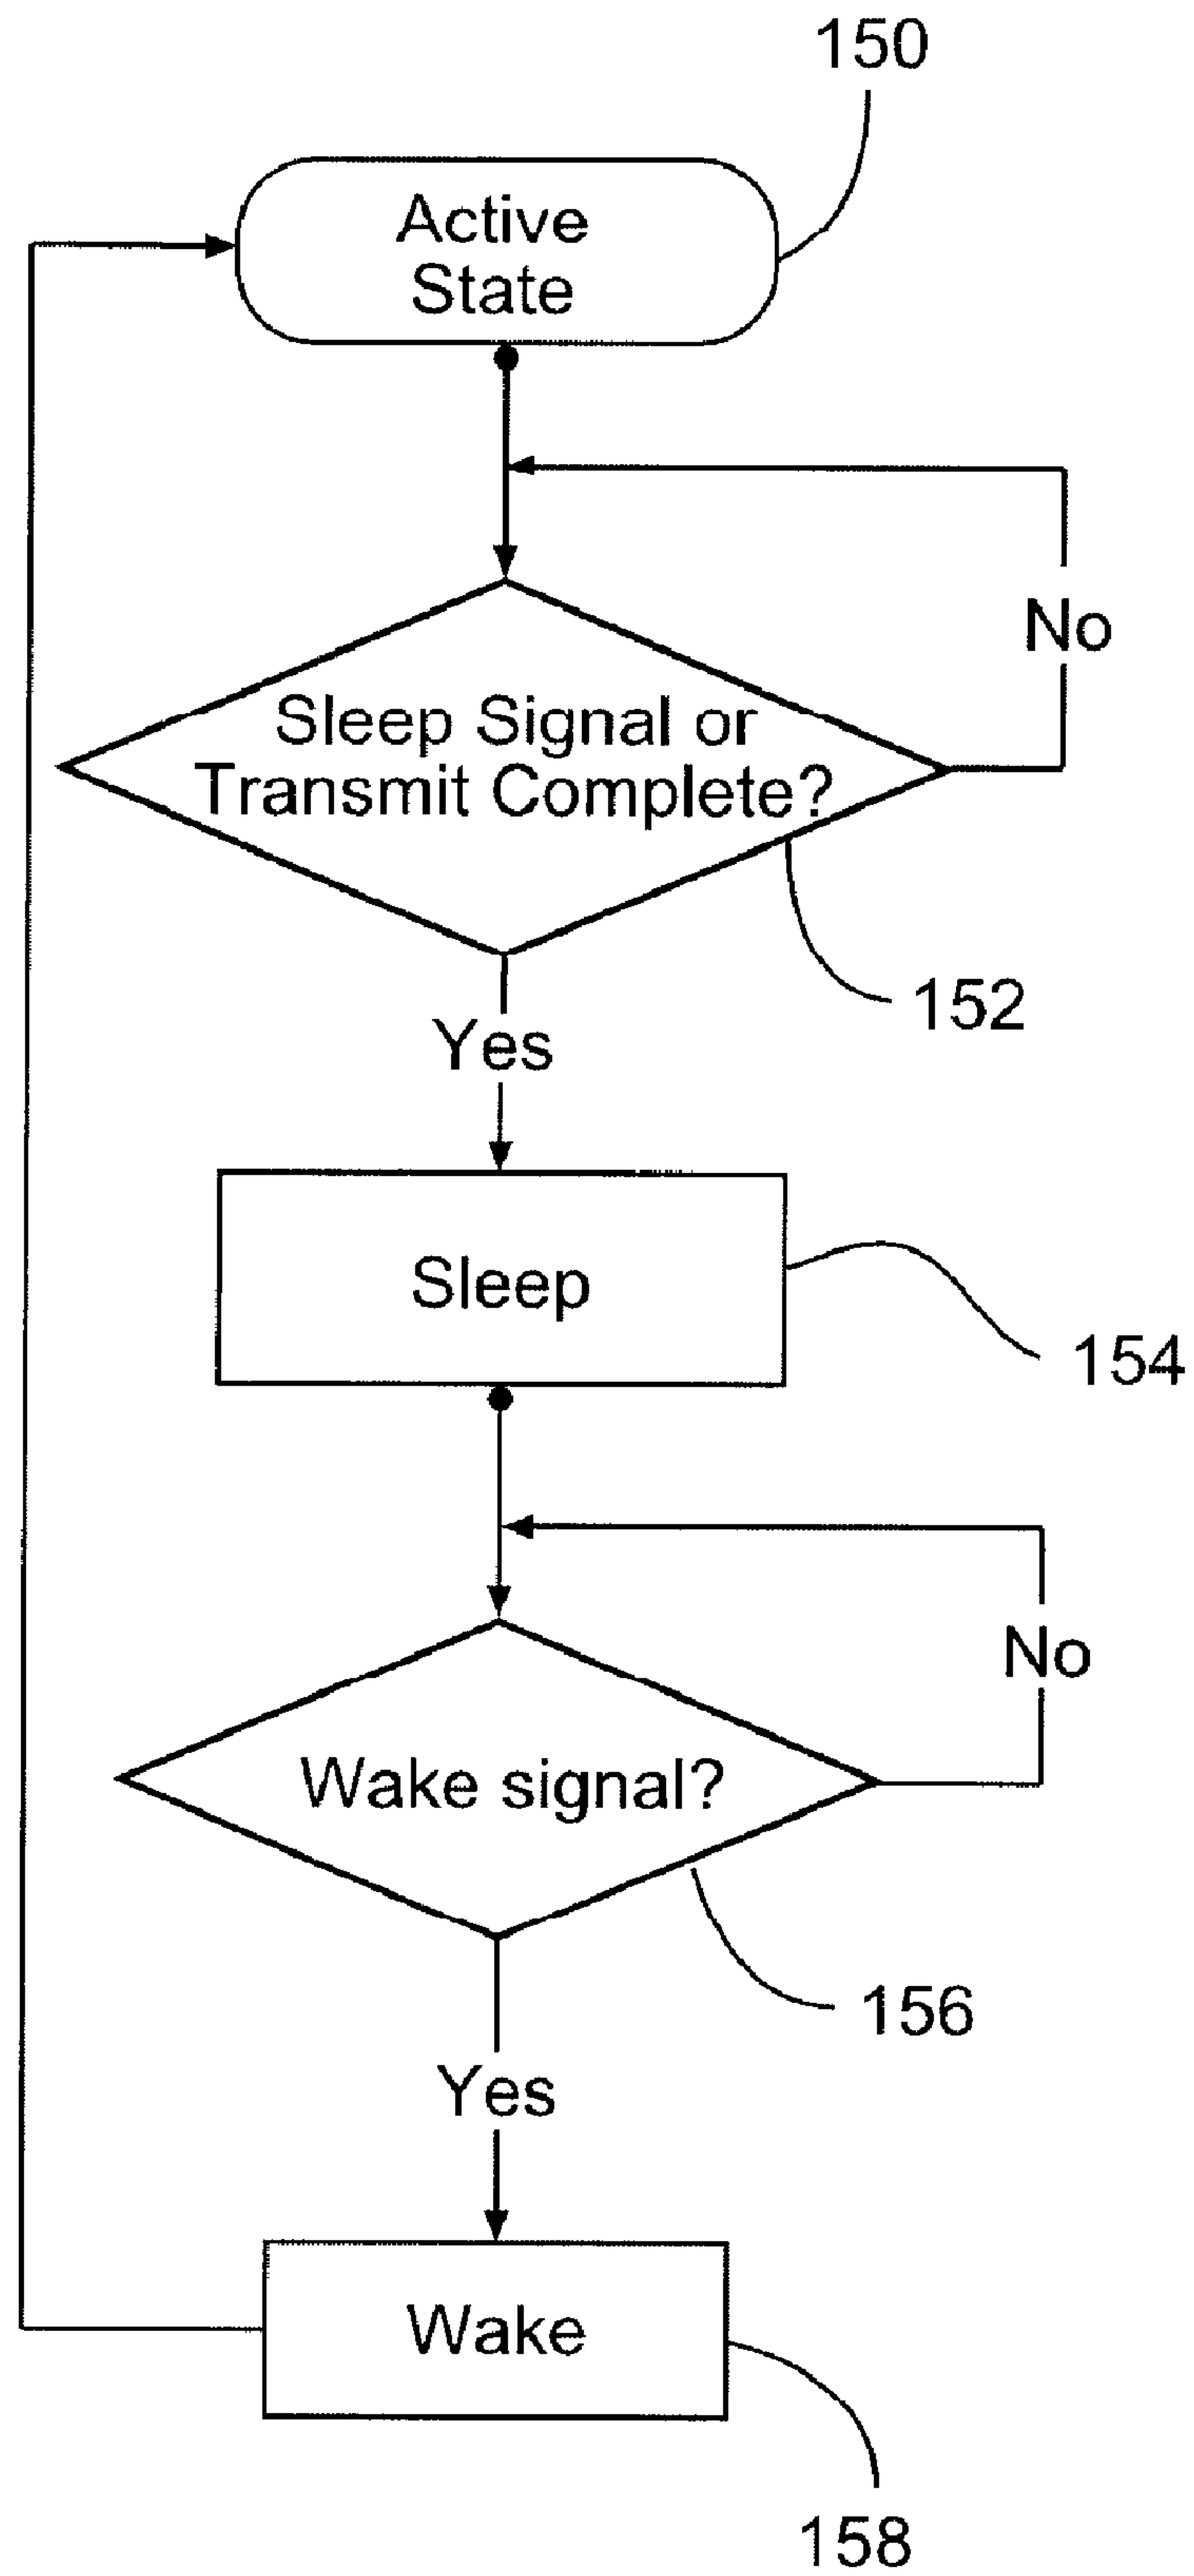 150
Active
State
No
Sleep Signal or
Transmit Complete?
152
Yes
Sleep
154
No
Wake signal?
156
Yes
Wake
158